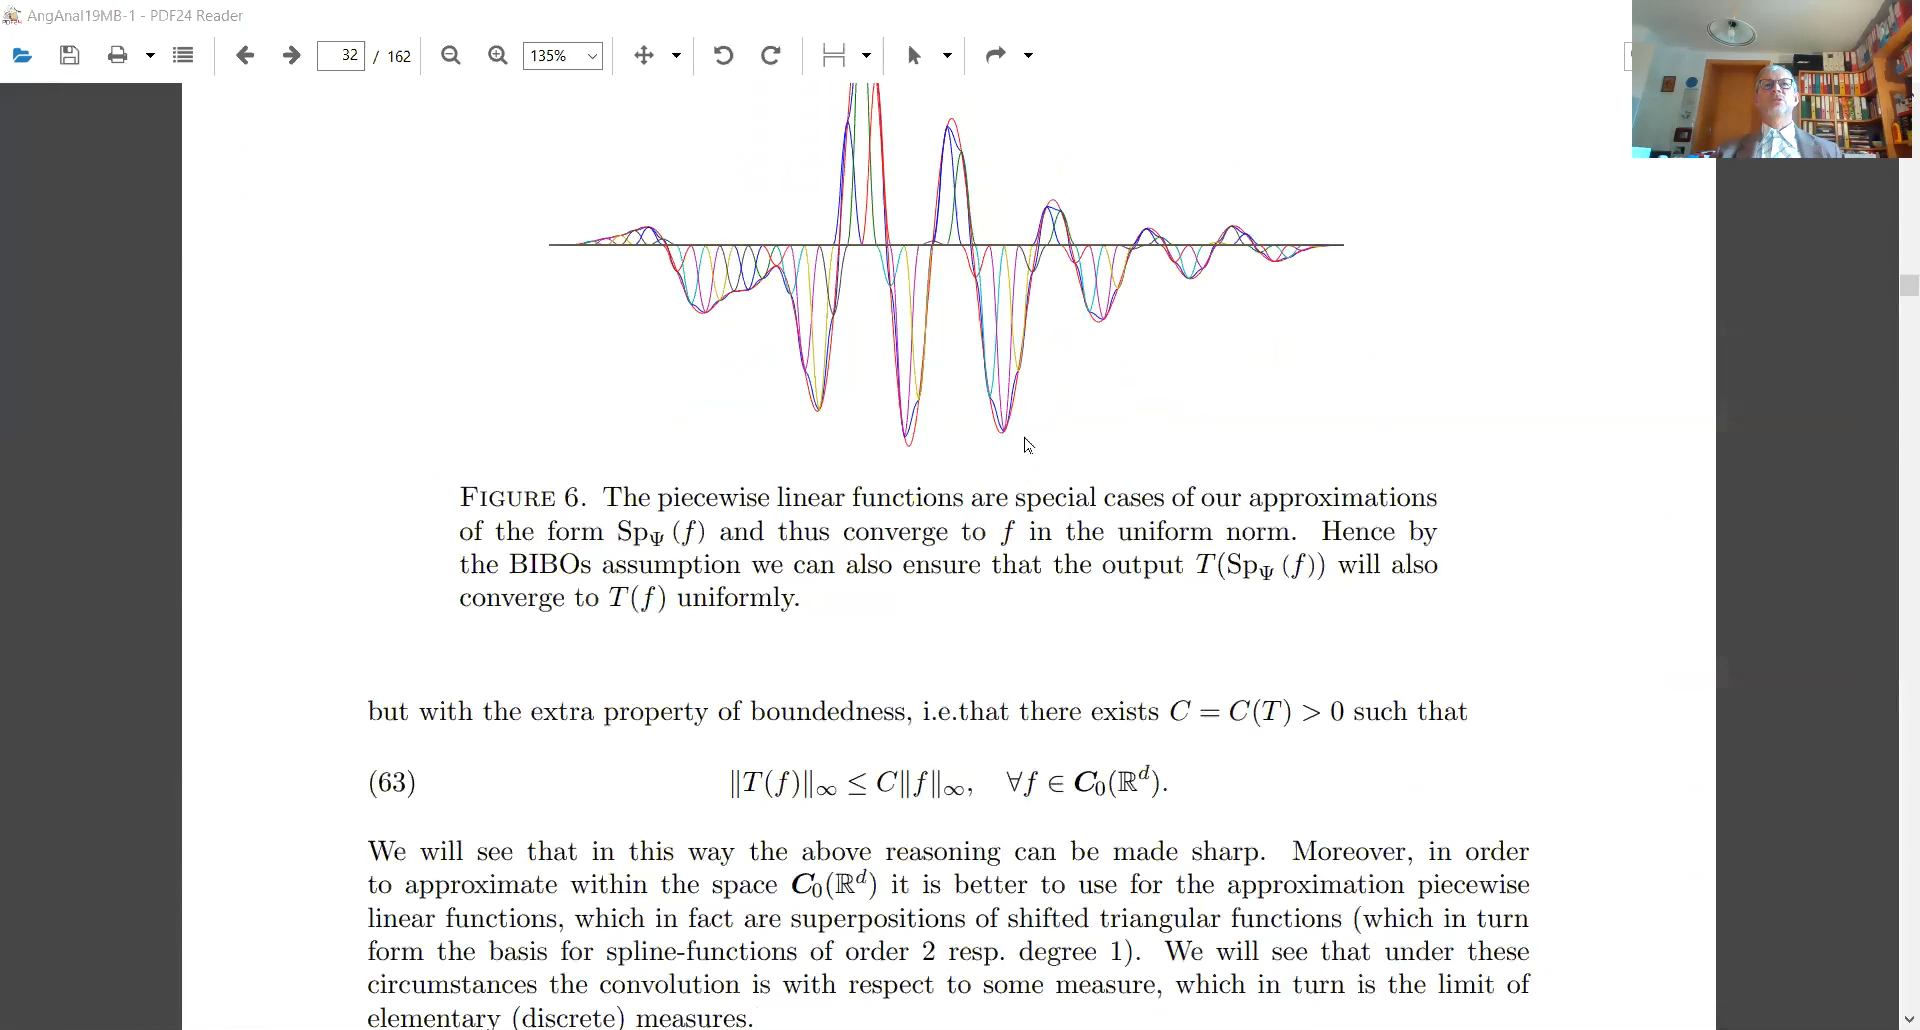 AngAnal19MB-1 - PDF24 Reader
32 / 162
135%
FIGURE 6. The piecewise linear functions are special cases of our approximations
of the form Sp_Ψ (f) and thus converge to f in the uniform norm. Hence by
the BIBOs assumption we can also ensure that the output T(Sp_Ψ (f)) will also
converge to T(f) uniformly.
but with the extra property of boundedness, i.e.that there exists C = C(T) > 0 such that
(63) ‖T(f)‖_∞ ≤ C‖f‖_∞, ∀f ∈ C_0(ℝ^d).
We will see that in this way the above reasoning can be made sharp. Moreover, in order
to approximate within the space C_0(ℝ^d) it is better to use for the approximation piecewise
linear functions, which in fact are superpositions of shifted triangular functions (which in turn
form the basis for spline-functions of order 2 resp. degree 1). We will see that under these
circumstances the convolution is with respect to some measure, which in turn is the limit of
elementary (discrete) measures.